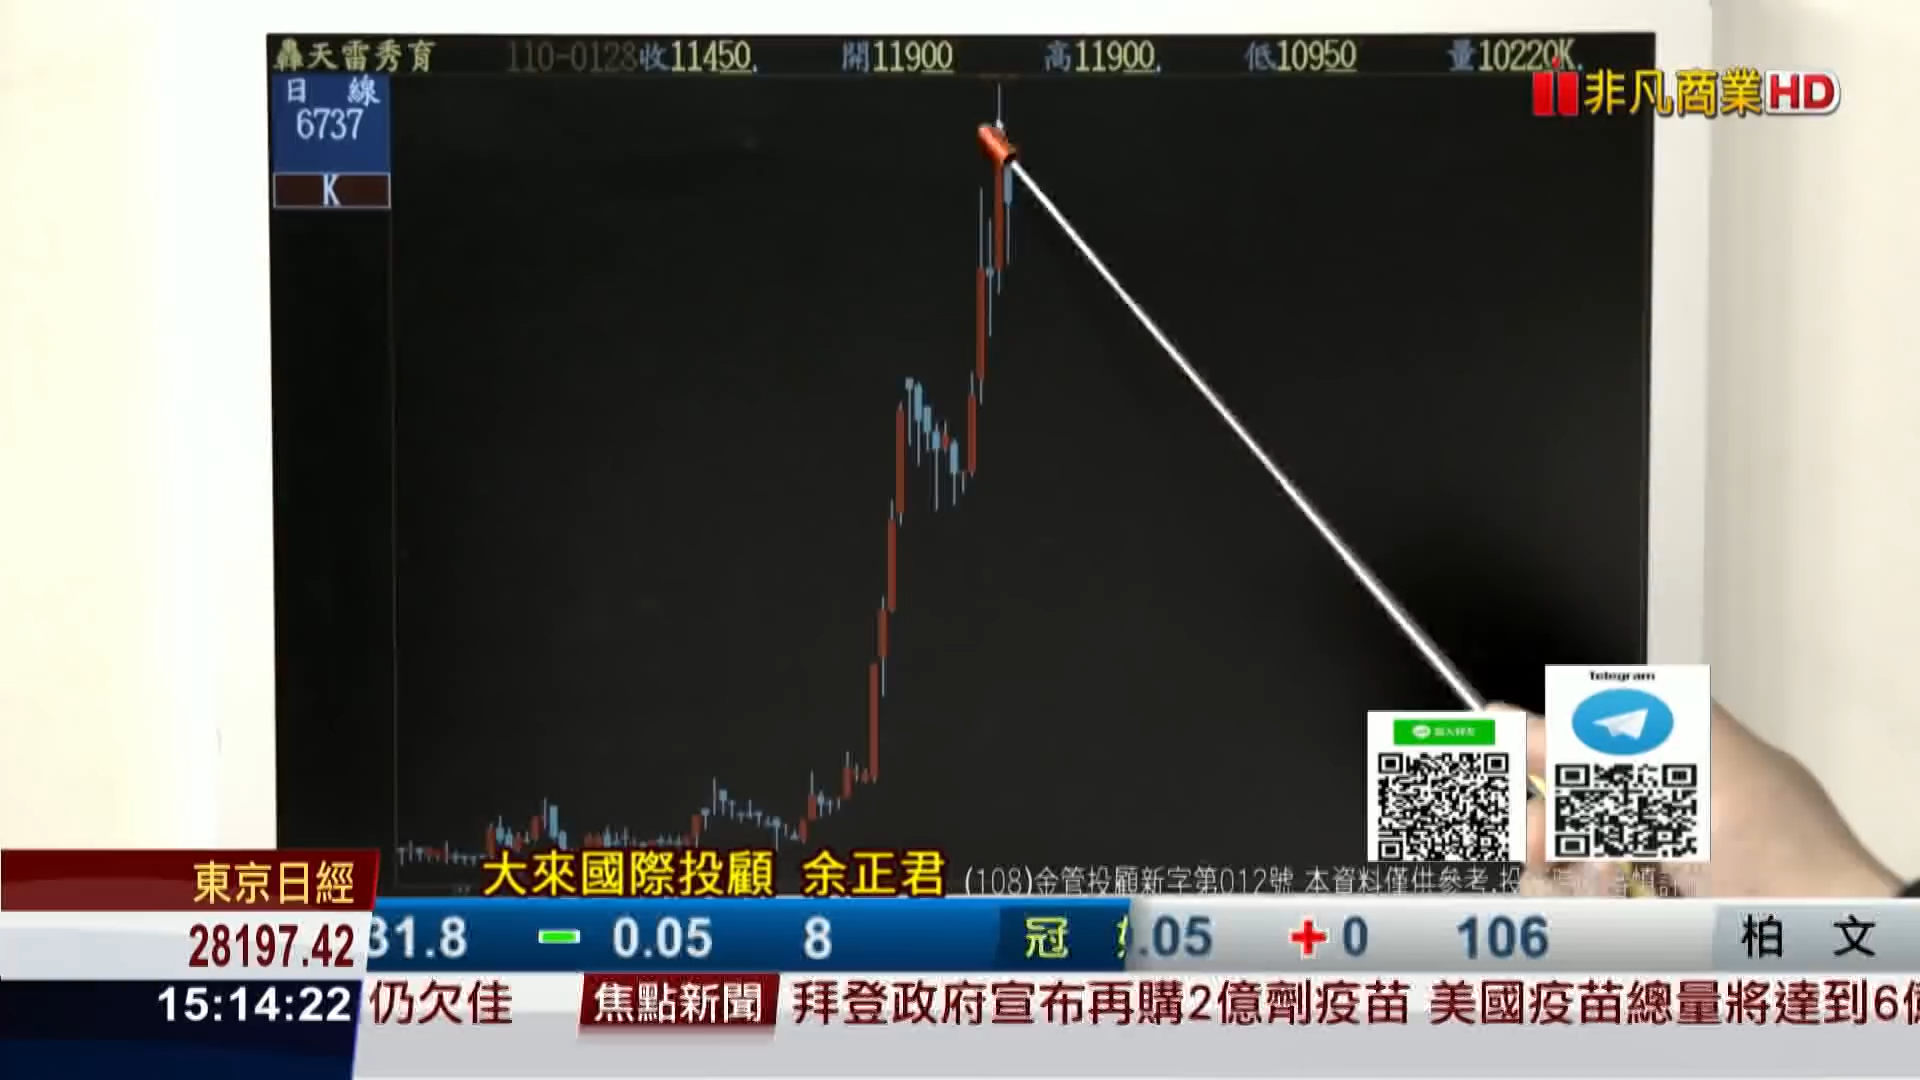 轟天雷秀育 110-0128收11450. 開11900 高11900. 低10950 量10220K.
日 線
6737
K
非凡商業HD
Telegram
大來國際投顧 余正君
(108)金管投顧新字第012號 本資料僅供參考,投
東京日經
28197.42
31.8 0.05 8 冠 .05 0 106 柏 文
15:14:22
仍欠佳 焦點新聞 拜登政府宣布再購2億劑疫苗 美國疫苗總量將達到6億